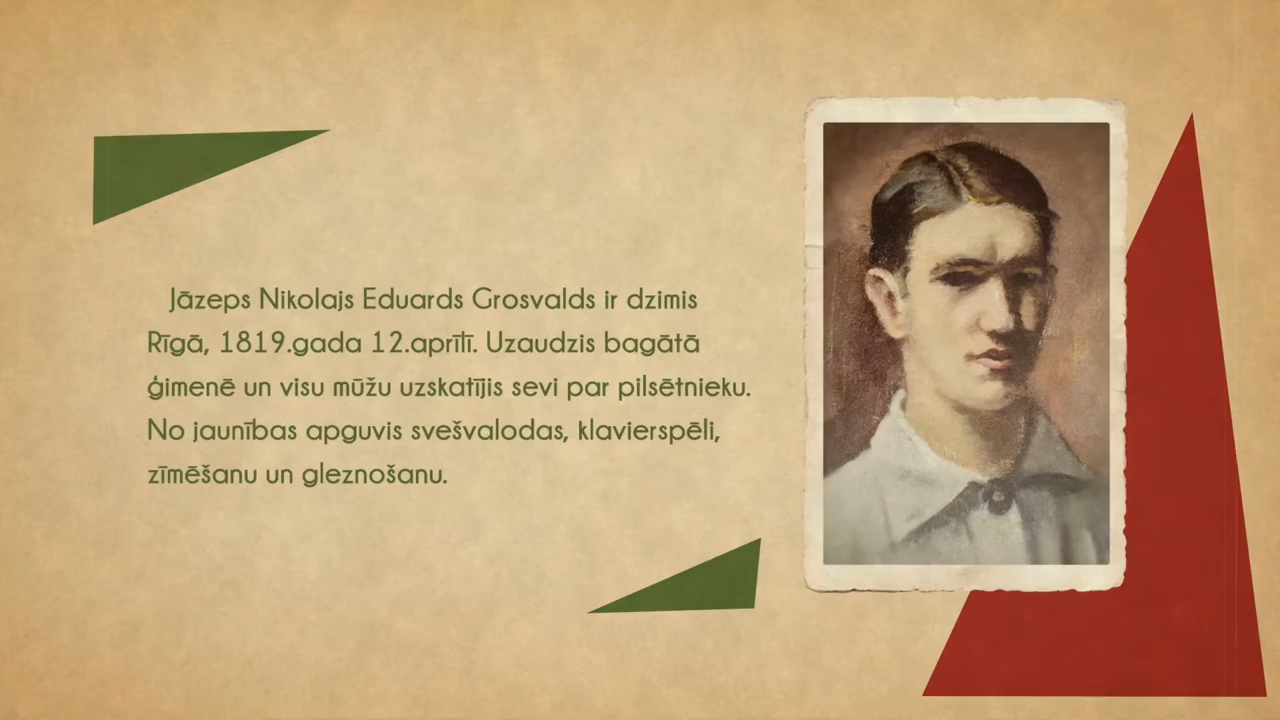 Jāzeps Nikolajs Eduards Grosvalds ir dzimis
Rīgā, 1819.gada 12.aprīlī. Uzaudzis bagātā
ģimenē un visu mūžu uzskatījis sevi par pilsētnieku.
No jaunības apguvis svešvalodas, klavierspēli,
zīmēšanu un gleznošanu.